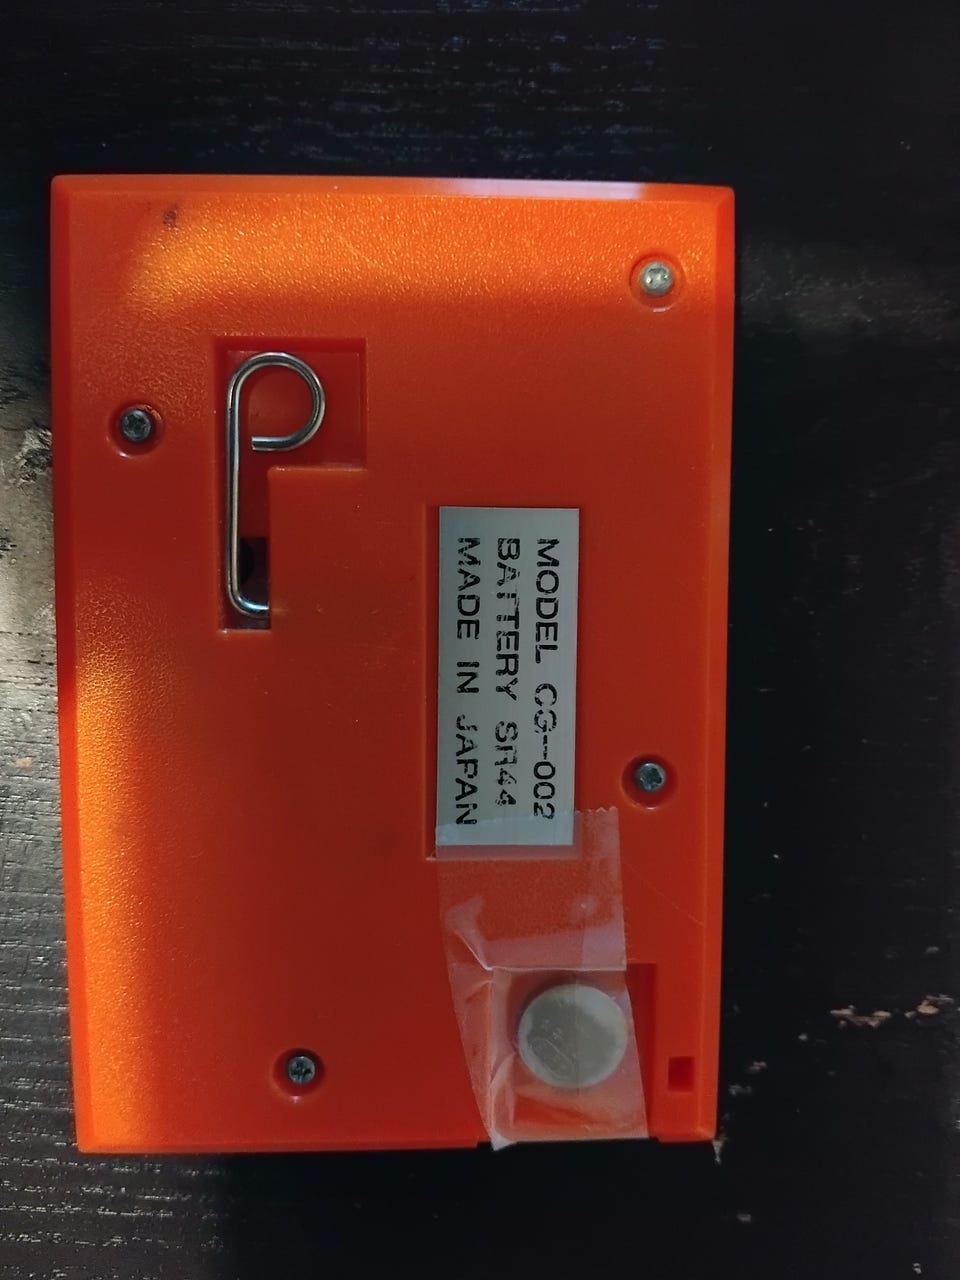 MODEL CG-002
BATTERY SR44
MADE IN JAPAN